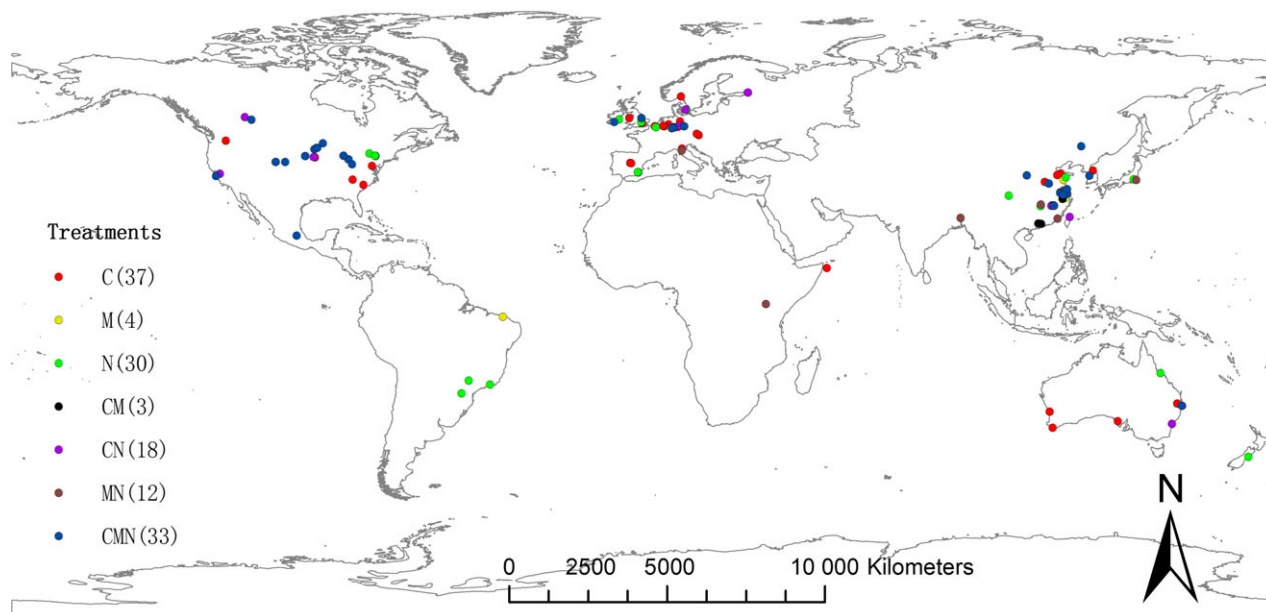 Treatments
C(37)
M(4)
N(30)
CM(3)
CN(18)
MN(12)
CMN(33)
N
0 2500 5000 10 000 Kilometers